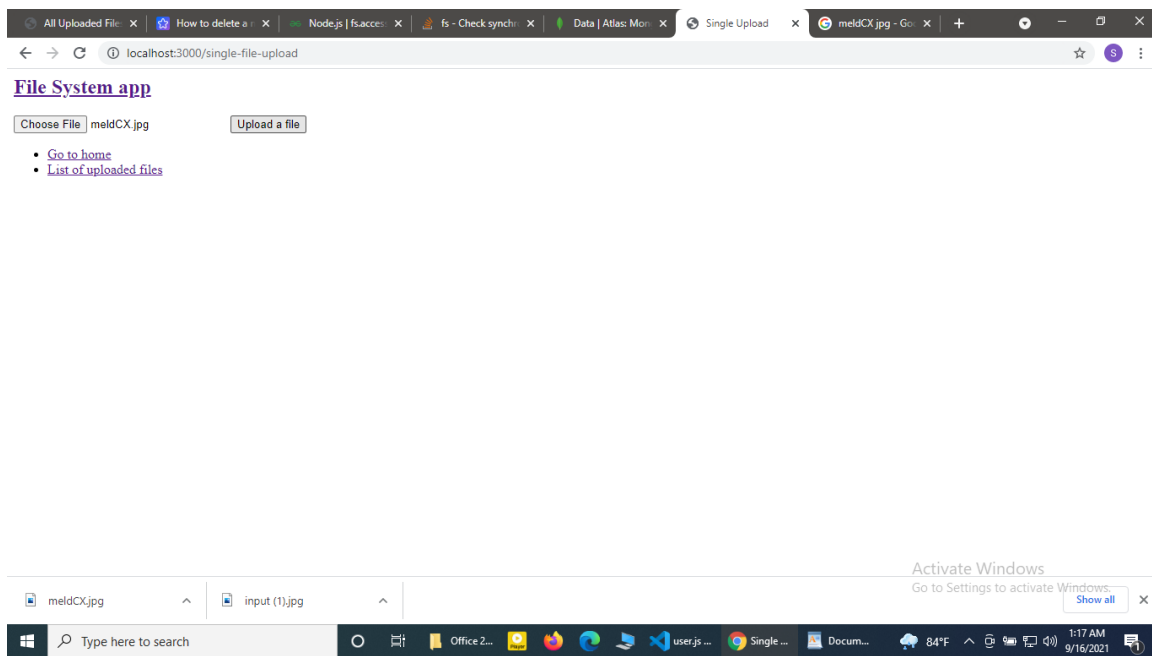 All Uploaded File
How to delete a
Node.js | fs.acces
fs - Check synchr
Data | Atlas: Mon
Single Upload
meldCX jpg - Goo
localhost:3000/single-file-upload
S
File System app
Choose File meldCX.jpg Upload a file
• Go to home
• List of uploaded files
Activate Windows
Go to Settings to activate Windows.
meldCX.jpg
input (1).jpg
Show all
Type here to search
Office 2...
user.js ...
Single ...
Docum...
84°F
1:17 AM
9/16/2021
1